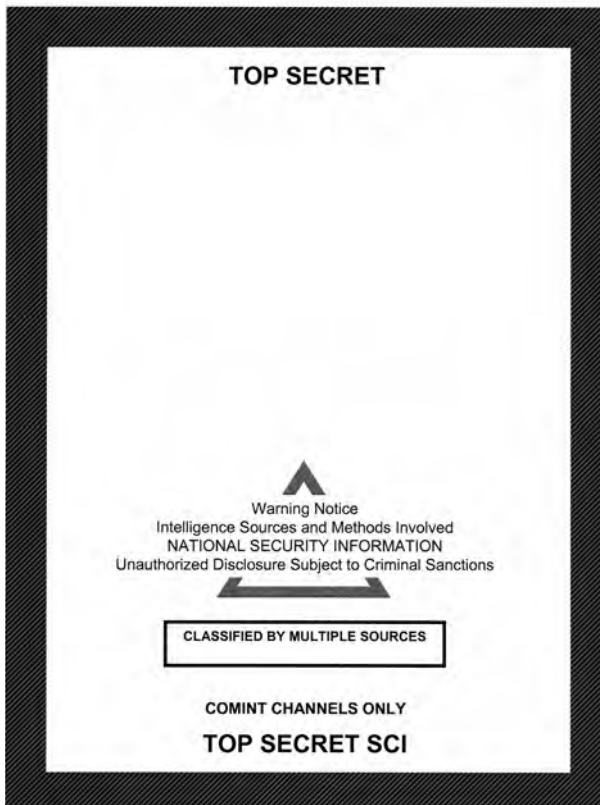 TOP SECRET
Warning Notice
Intelligence Sources and Methods Involved
NATIONAL SECURITY INFORMATION
Unauthorized Disclosure Subject to Criminal Sanctions
CLASSIFIED BY MULTIPLE SOURCES
COMINT CHANNELS ONLY
TOP SECRET SCI